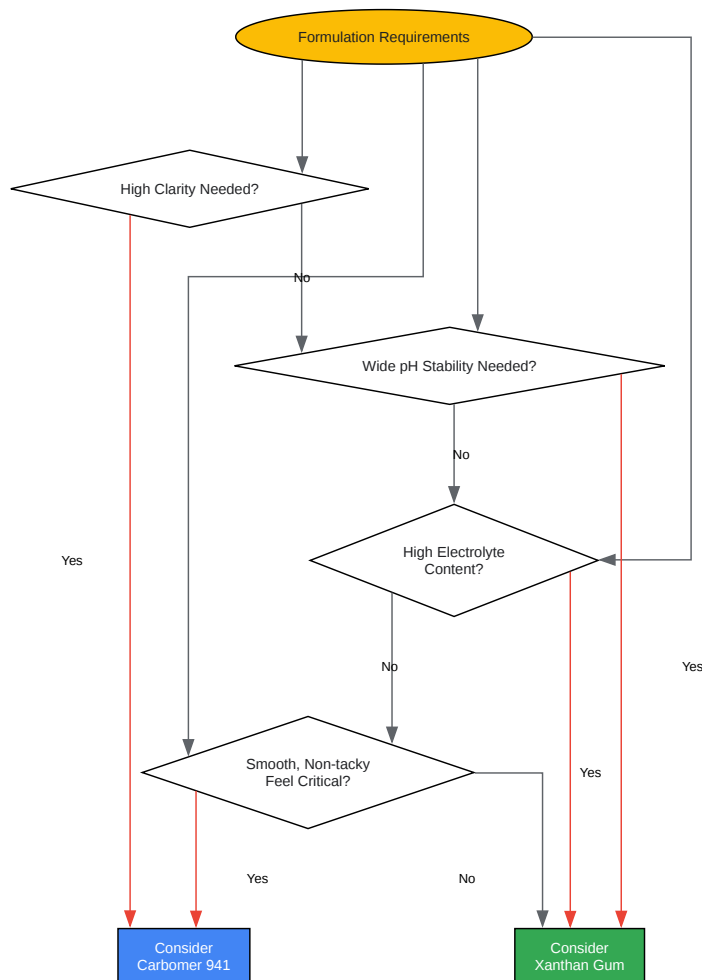 Formulation Requirements
High Clarity Needed?
No
Wide pH Stability Needed?
No
High Electrolyte
Content?
Yes
No
Yes
Smooth, Non-tacky
Feel Critical?
Yes
Yes
No
Consider
Carbomer 941
Consider
Xanthan Gum